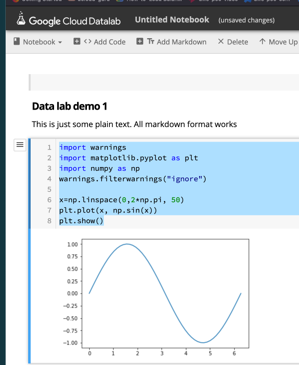 Google Cloud Datalab Untitled Notebook (unsaved changes)
Notebook Add Code Add Markdown Delete Move Up
Data lab demo 1
This is just some plain text. All markdown format works
1 import warnings
2 import matplotlib.pyplot as plt
3 import numpy as np
4 warnings.filterwarnings("ignore")
5
6 x=np.linspace(0,2*np.pi, 50)
7 plt.plot(x, np.sin(x))
8 plt.show()
1.00
0.75
0.50
0.25
0.00
−0.25
−0.50
−0.75
−1.00
0 1 2 3 4 5 6